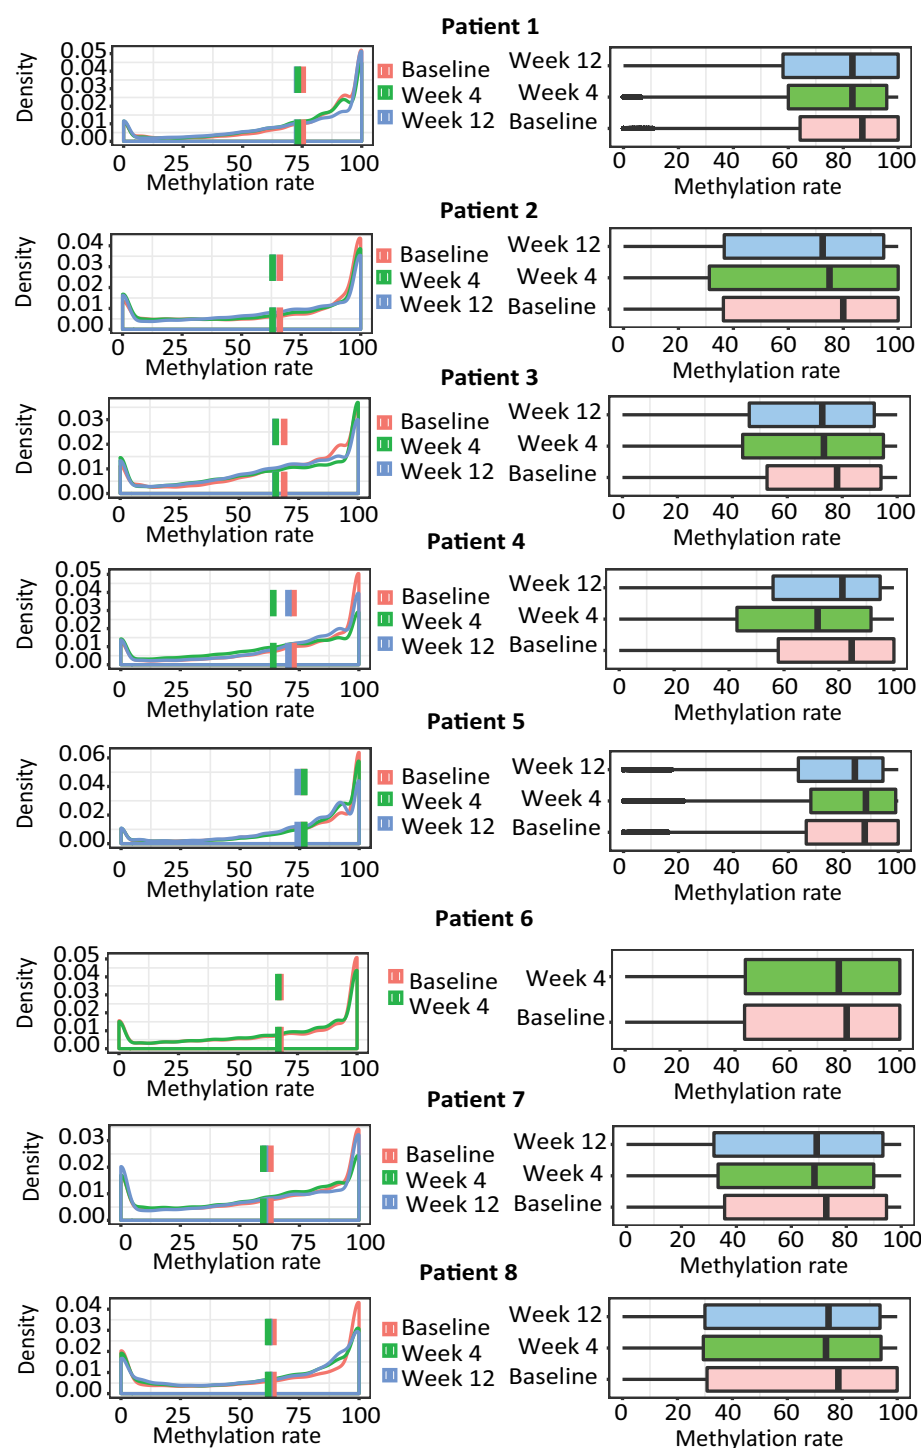 Patient 1
Density
0.05
0.04
0.03
0.02
0.01
0.00
0 25 50 75 100
Methylation rate
Baseline
Week 4
Week 12
Week 12
Week 4
Baseline
0 20 40 60 80 100
Methylation rate
Patient 2
Density
0.04
0.03
0.02
0.01
0.00
0 25 50 75 100
Methylation rate
Baseline
Week 4
Week 12
Week 12
Week 4
Baseline
0 20 40 60 80 100
Methylation rate
Patient 3
Density
0.03
0.02
0.01
0.00
0 25 50 75 100
Methylation rate
Baseline
Week 4
Week 12
Week 12
Week 4
Baseline
0 20 40 60 80 100
Methylation rate
Patient 4
Density
0.05
0.04
0.03
0.02
0.01
0.00
0 25 50 75 100
Methylation rate
Baseline
Week 4
Week 12
Week 12
Week 4
Baseline
0 20 40 60 80 100
Methylation rate
Patient 5
Density
0.06
0.04
0.02
0.00
0 25 50 75 100
Methylation rate
Baseline
Week 4
Week 12
Week 12
Week 4
Baseline
0 20 40 60 80 100
Methylation rate
Patient 6
Density
0.05
0.04
0.03
0.02
0.01
0.00
0 25 50 75 100
Methylation rate
Baseline
Week 4
Week 4
Baseline
0 20 40 60 80 100
Methylation rate
Patient 7
Density
0.03
0.02
0.01
0.00
0 25 50 75 100
Methylation rate
Baseline
Week 4
Week 12
Week 12
Week 4
Baseline
0 20 40 60 80 100
Methylation rate
Patient 8
Density
0.04
0.03
0.02
0.01
0.00
0 25 50 75 100
Methylation rate
Baseline
Week 4
Week 12
Week 12
Week 4
Baseline
0 20 40 60 80 100
Methylation rate